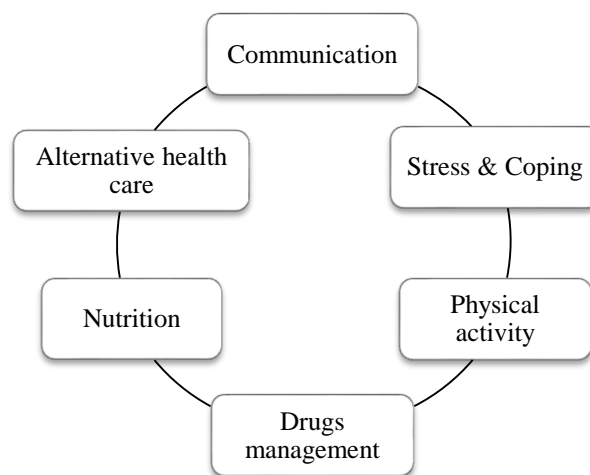 Communication
Alternative health
care
Stress & Coping
Nutrition
Physical
activity
Drugs
management